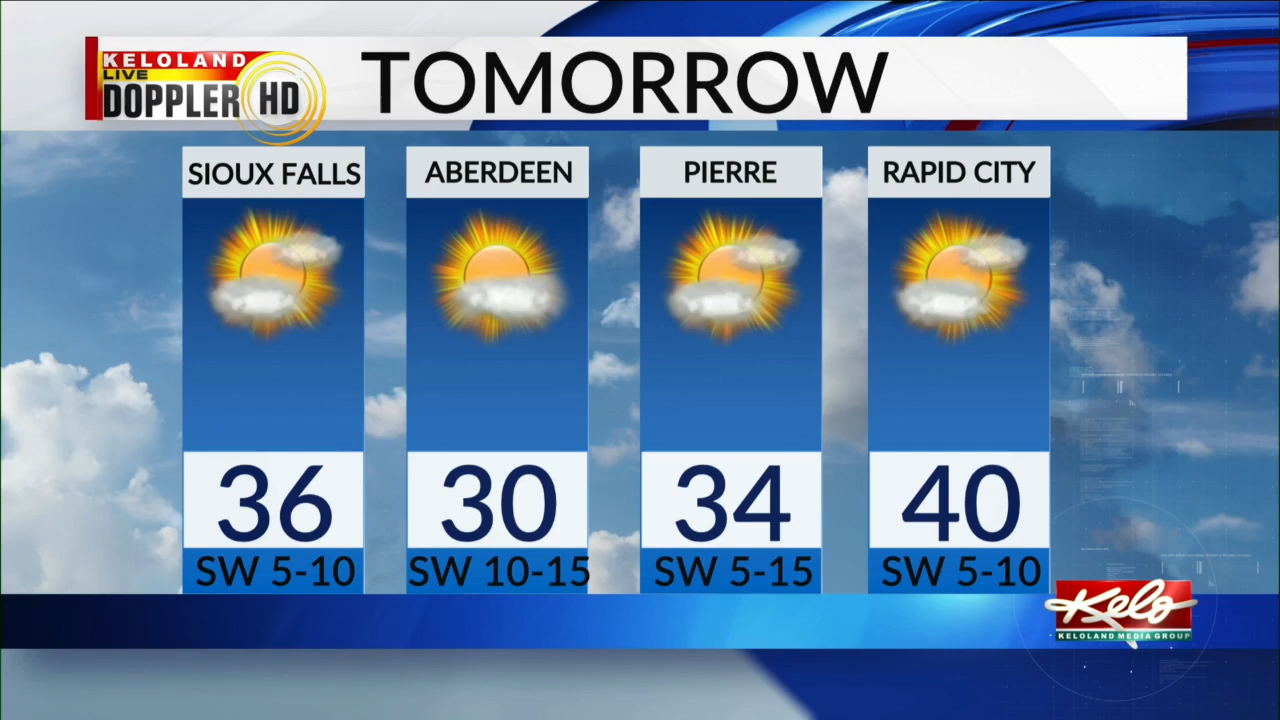 KELOLAND
LIVE
DOPPLER HD
TOMORROW
SIOUX FALLS
ABERDEEN
PIERRE
RAPID CITY
36
30
34
40
SW 5-10
SW 10-15
SW 5-15
SW 5-10
Kelo
KELOLAND MEDIA GROUP